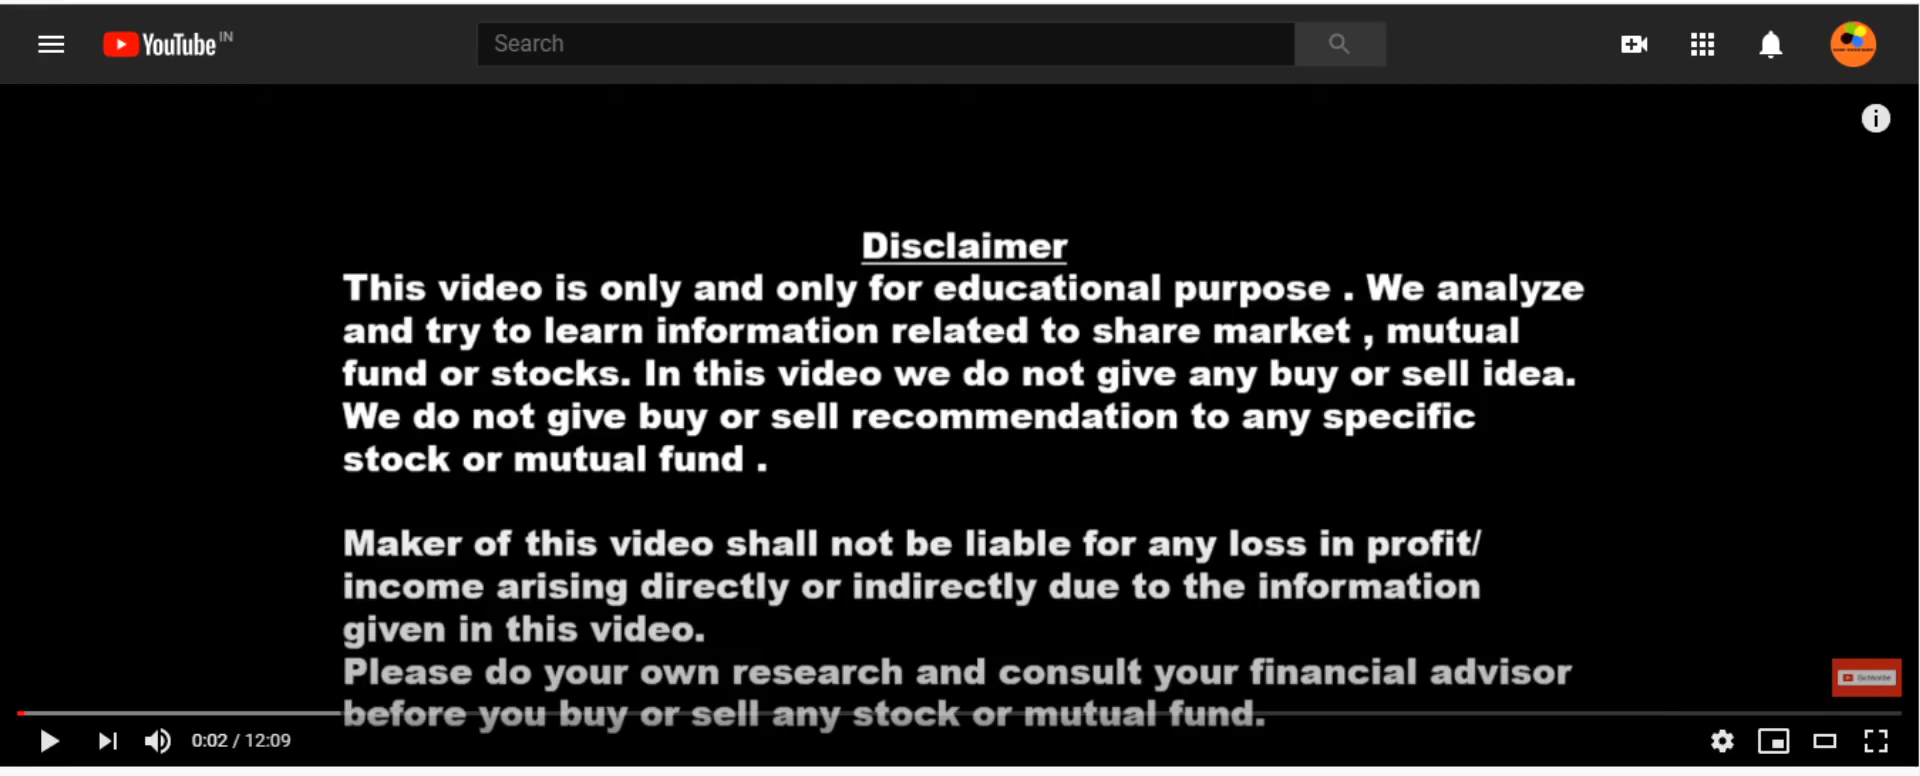 YouTube IN
Search
Disclaimer
This video is only and only for educational purpose . We analyze
and try to learn information related to share market , mutual
fund or stocks. In this video we do not give any buy or sell idea.
We do not give buy or sell recommendation to any specific
stock or mutual fund .
Maker of this video shall not be liable for any loss in profit/
income arising directly or indirectly due to the information
given in this video.
Please do your own research and consult your financial advisor
before you buy or sell any stock or mutual fund.
Subscribe
0:02 / 12:09